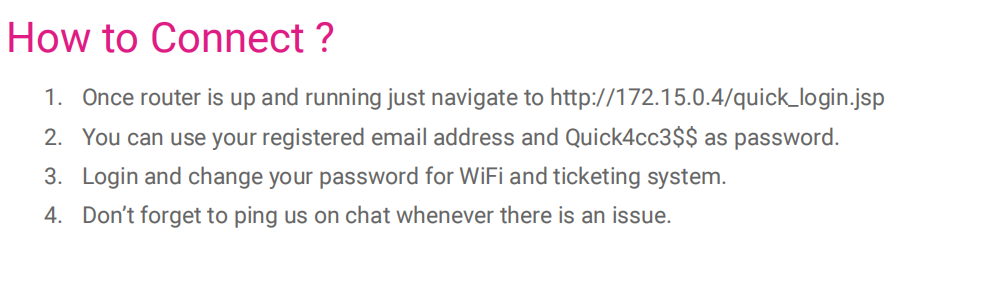 How to Connect ?
1. Once router is up and running just navigate to http://172.15.0.4/quick_login.jsp
2. You can use your registered email address and Quick4cc3$$ as password.
3. Login and change your password for WiFi and ticketing system.
4. Don’t forget to ping us on chat whenever there is an issue.